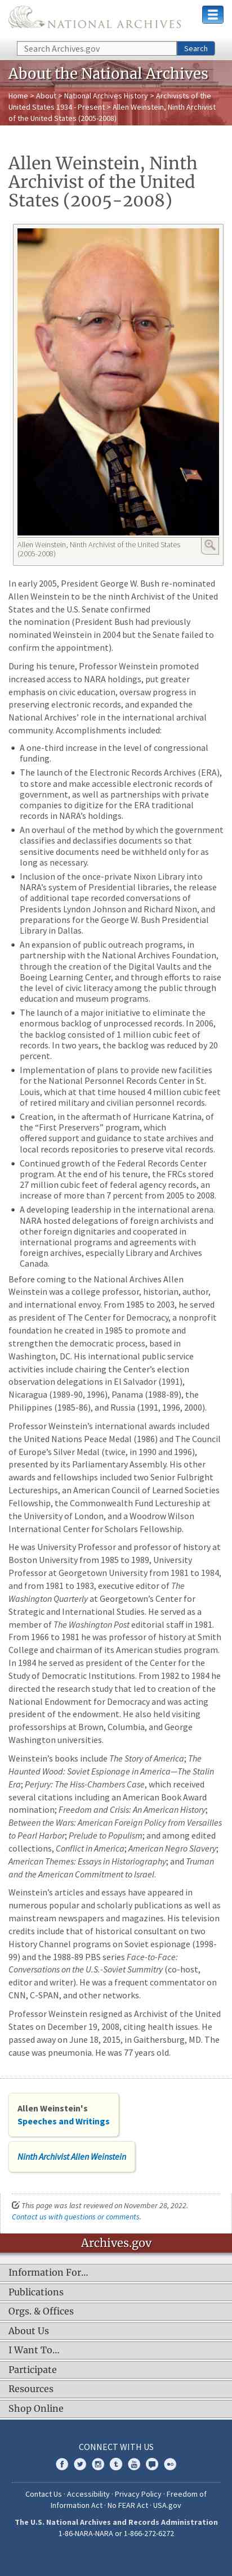 NATIONAL ARCHIVES
Search Archives.gov
Search
About the National Archives
Home > About > National Archives History > Archivists of the
United States 1934 - Present > Allen Weinstein, Ninth Archivist
of the United States (2005-2008)
Allen Weinstein, Ninth
Archivist of the United
States (2005-2008)
Allen Weinstein, Ninth Archivist of the United States
(2005-2008)
In early 2005, President George W. Bush re-nominated
Allen Weinstein to be the ninth Archivist of the United
States and the U.S. Senate confirmed
the nomination (President Bush had previously
nominated Weinstein in 2004 but the Senate failed to
confirm the appointment).
During his tenure, Professor Weinstein promoted
increased access to NARA holdings, put greater
emphasis on civic education, oversaw progress in
preserving electronic records, and expanded the
National Archives’ role in the international archival
community. Accomplishments included:
A one-third increase in the level of congressional
funding.
The launch of the Electronic Records Archives (ERA),
to store and make accessible electronic records of
government, as well as partnerships with private
companies to digitize the ERA traditional
records in NARA’s holdings.
An overhaul of the method by which the government
classifies and declassifies documents so that
sensitive documents need be withheld only for as
long as necessary.
Inclusion of the once-private Nixon Library into
NARA’s system of Presidential libraries, the release
of additional tape recorded conversations of
Presidents Lyndon Johnson and Richard Nixon, and
preparations for the George W. Bush Presidential
Library in Dallas.
An expansion of public outreach programs, in
partnership with the National Archives Foundation,
through the creation of the Digital Vaults and the
Boeing Learning Center, and through efforts to raise
the level of civic literacy among the public through
education and museum programs.
The launch of a major initiative to eliminate the
enormous backlog of unprocessed records. In 2006,
the backlog consisted of 1 million cubic feet of
records. In two years, the backlog was reduced by 20
percent.
Implementation of plans to provide new facilities
for the National Personnel Records Center in St.
Louis, which at that time housed 4 million cubic feet
of retired military and civilian personnel records.
Creation, in the aftermath of Hurricane Katrina, of
the “First Preservers” program, which
offered support and guidance to state archives and
local records repositories to preserve vital records.
Continued growth of the Federal Records Center
program. At the end of his tenure, the FRCs stored
27 million cubic feet of federal agency records, an
increase of more than 7 percent from 2005 to 2008.
A developing leadership in the international arena.
NARA hosted delegations of foreign archivists and
other foreign dignitaries and cooperated in
international programs and agreements with
foreign archives, especially Library and Archives
Canada.
Before coming to the National Archives Allen
Weinstein was a college professor, historian, author,
and international envoy. From 1985 to 2003, he served
as president of The Center for Democracy, a nonprofit
foundation he created in 1985 to promote and
strengthen the democratic process, based in
Washington, DC. His international public service
activities include chairing the Center’s election
observation delegations in El Salvador (1991),
Nicaragua (1989-90, 1996), Panama (1988-89), the
Philippines (1985-86), and Russia (1991, 1996, 2000).
Professor Weinstein’s international awards included
the United Nations Peace Medal (1986) and The Council
of Europe’s Silver Medal (twice, in 1990 and 1996),
presented by its Parliamentary Assembly. His other
awards and fellowships included two Senior Fulbright
Lectureships, an American Council of Learned Societies
Fellowship, the Commonwealth Fund Lectureship at
the University of London, and a Woodrow Wilson
International Center for Scholars Fellowship.
He was University Professor and professor of history at
Boston University from 1985 to 1989, University
Professor at Georgetown University from 1981 to 1984,
and from 1981 to 1983, executive editor of The
Washington Quarterly at Georgetown’s Center for
Strategic and International Studies. He served as a
member of The Washington Post editorial staff in 1981.
From 1966 to 1981 he was professor of history at Smith
College and chairman of its American studies program.
In 1984 he served as president of the Center for the
Study of Democratic Institutions. From 1982 to 1984 he
directed the research study that led to creation of the
National Endowment for Democracy and was acting
president of the endowment. He also held visiting
professorships at Brown, Columbia, and George
Washington universities.
Weinstein’s books include The Story of America; The
Haunted Wood: Soviet Espionage in America—The Stalin
Era; Perjury: The Hiss-Chambers Case, which received
several citations including an American Book Award
nomination; Freedom and Crisis: An American History;
Between the Wars: American Foreign Policy from Versailles
to Pearl Harbor; Prelude to Populism; and among edited
collections, Conflict in America; American Negro Slavery;
American Themes: Essays in Historiography; and Truman
and the American Commitment to Israel.
Weinstein’s articles and essays have appeared in
numerous popular and scholarly publications as well as
mainstream newspapers and magazines. His television
credits include that of historical consultant on two
History Channel programs on Soviet espionage (1998-
99) and the 1988-89 PBS series Face-to-Face:
Conversations on the U.S.-Soviet Summitry (co-host,
editor and writer). He was a frequent commentator on
CNN, C-SPAN, and other networks.
Professor Weinstein resigned as Archivist of the United
States on December 19, 2008, citing health issues. He
passed away on June 18, 2015, in Gaithersburg, MD. The
cause was pneumonia. He was 77 years old.
Allen Weinstein's
Speeches and Writings
Ninth Archivist Allen Weinstein
This page was last reviewed on November 28, 2022.
Contact us with questions or comments.
Archives.gov
Information For…
Publications
Orgs. & Offices
About Us
I Want To…
Participate
Resources
Shop Online
CONNECT WITH US
Contact Us · Accessibility · Privacy Policy · Freedom of
Information Act · No FEAR Act · USA.gov
The U.S. National Archives and Records Administration
1-86-NARA-NARA or 1-866-272-6272